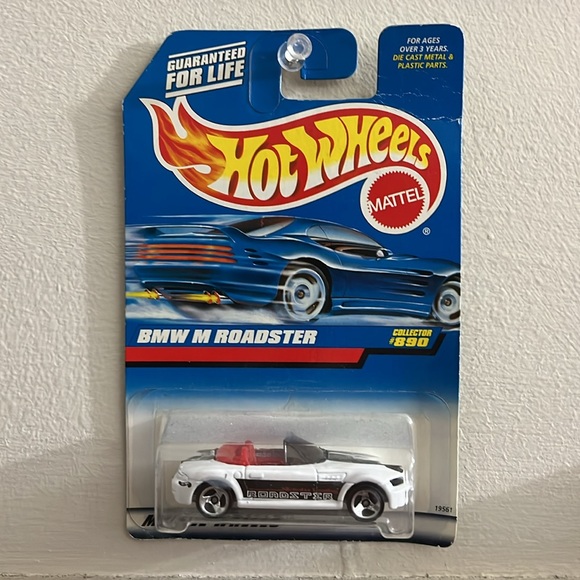 GUARANTEED
FOR LIFE
FOR AGES
OVER 3 YEARS.
DIE CAST METAL &
PLASTIC PARTS.
HOT WHEELS
MATTEL
®
BMW M ROADSTER
COLLECTOR
#890
ROADSTER
19561